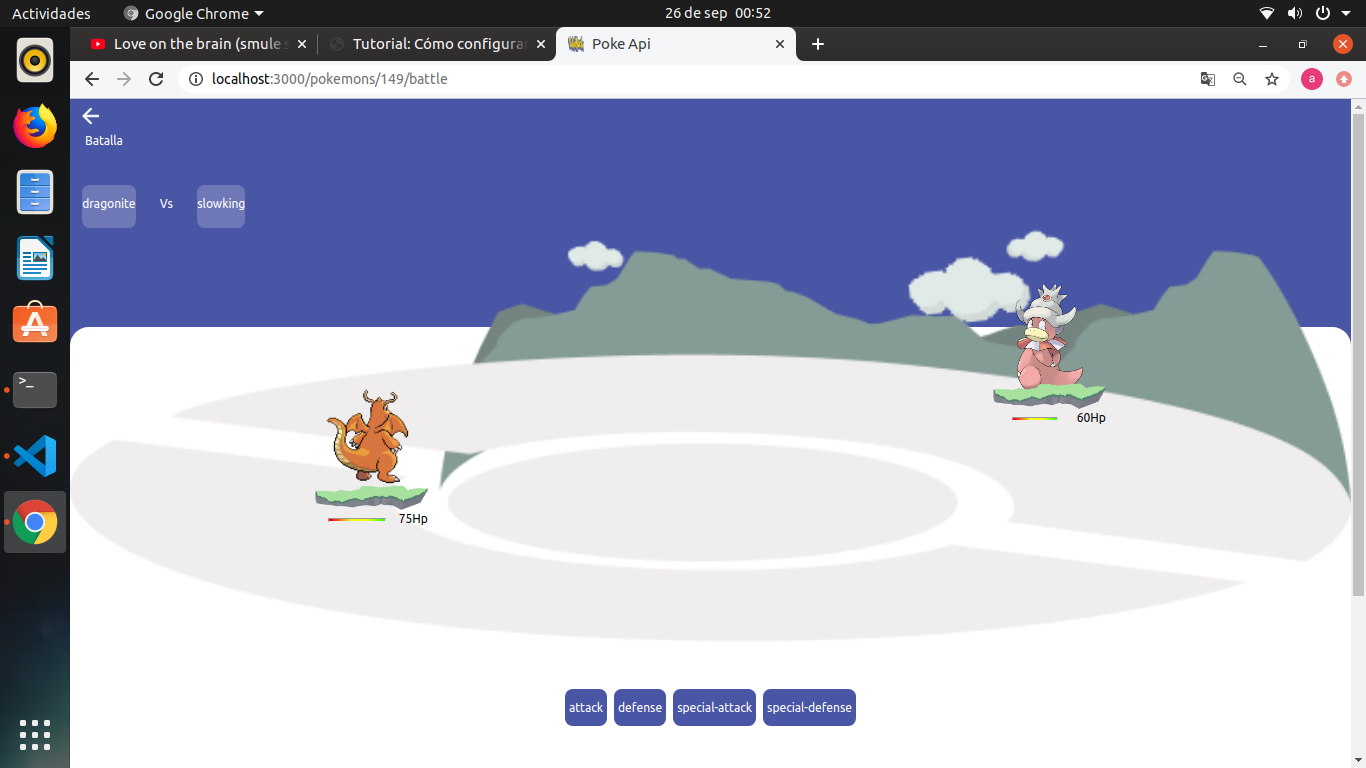 Actividades Google Chrome 26 de sep 00:52
Love on the brain (smule s Tutorial: Cómo configura Poke Api
localhost:3000/pokemons/149/battle a
Batalla
dragonite Vs slowking
60Hp
75Hp
attack defense special-attack special-defense
>_